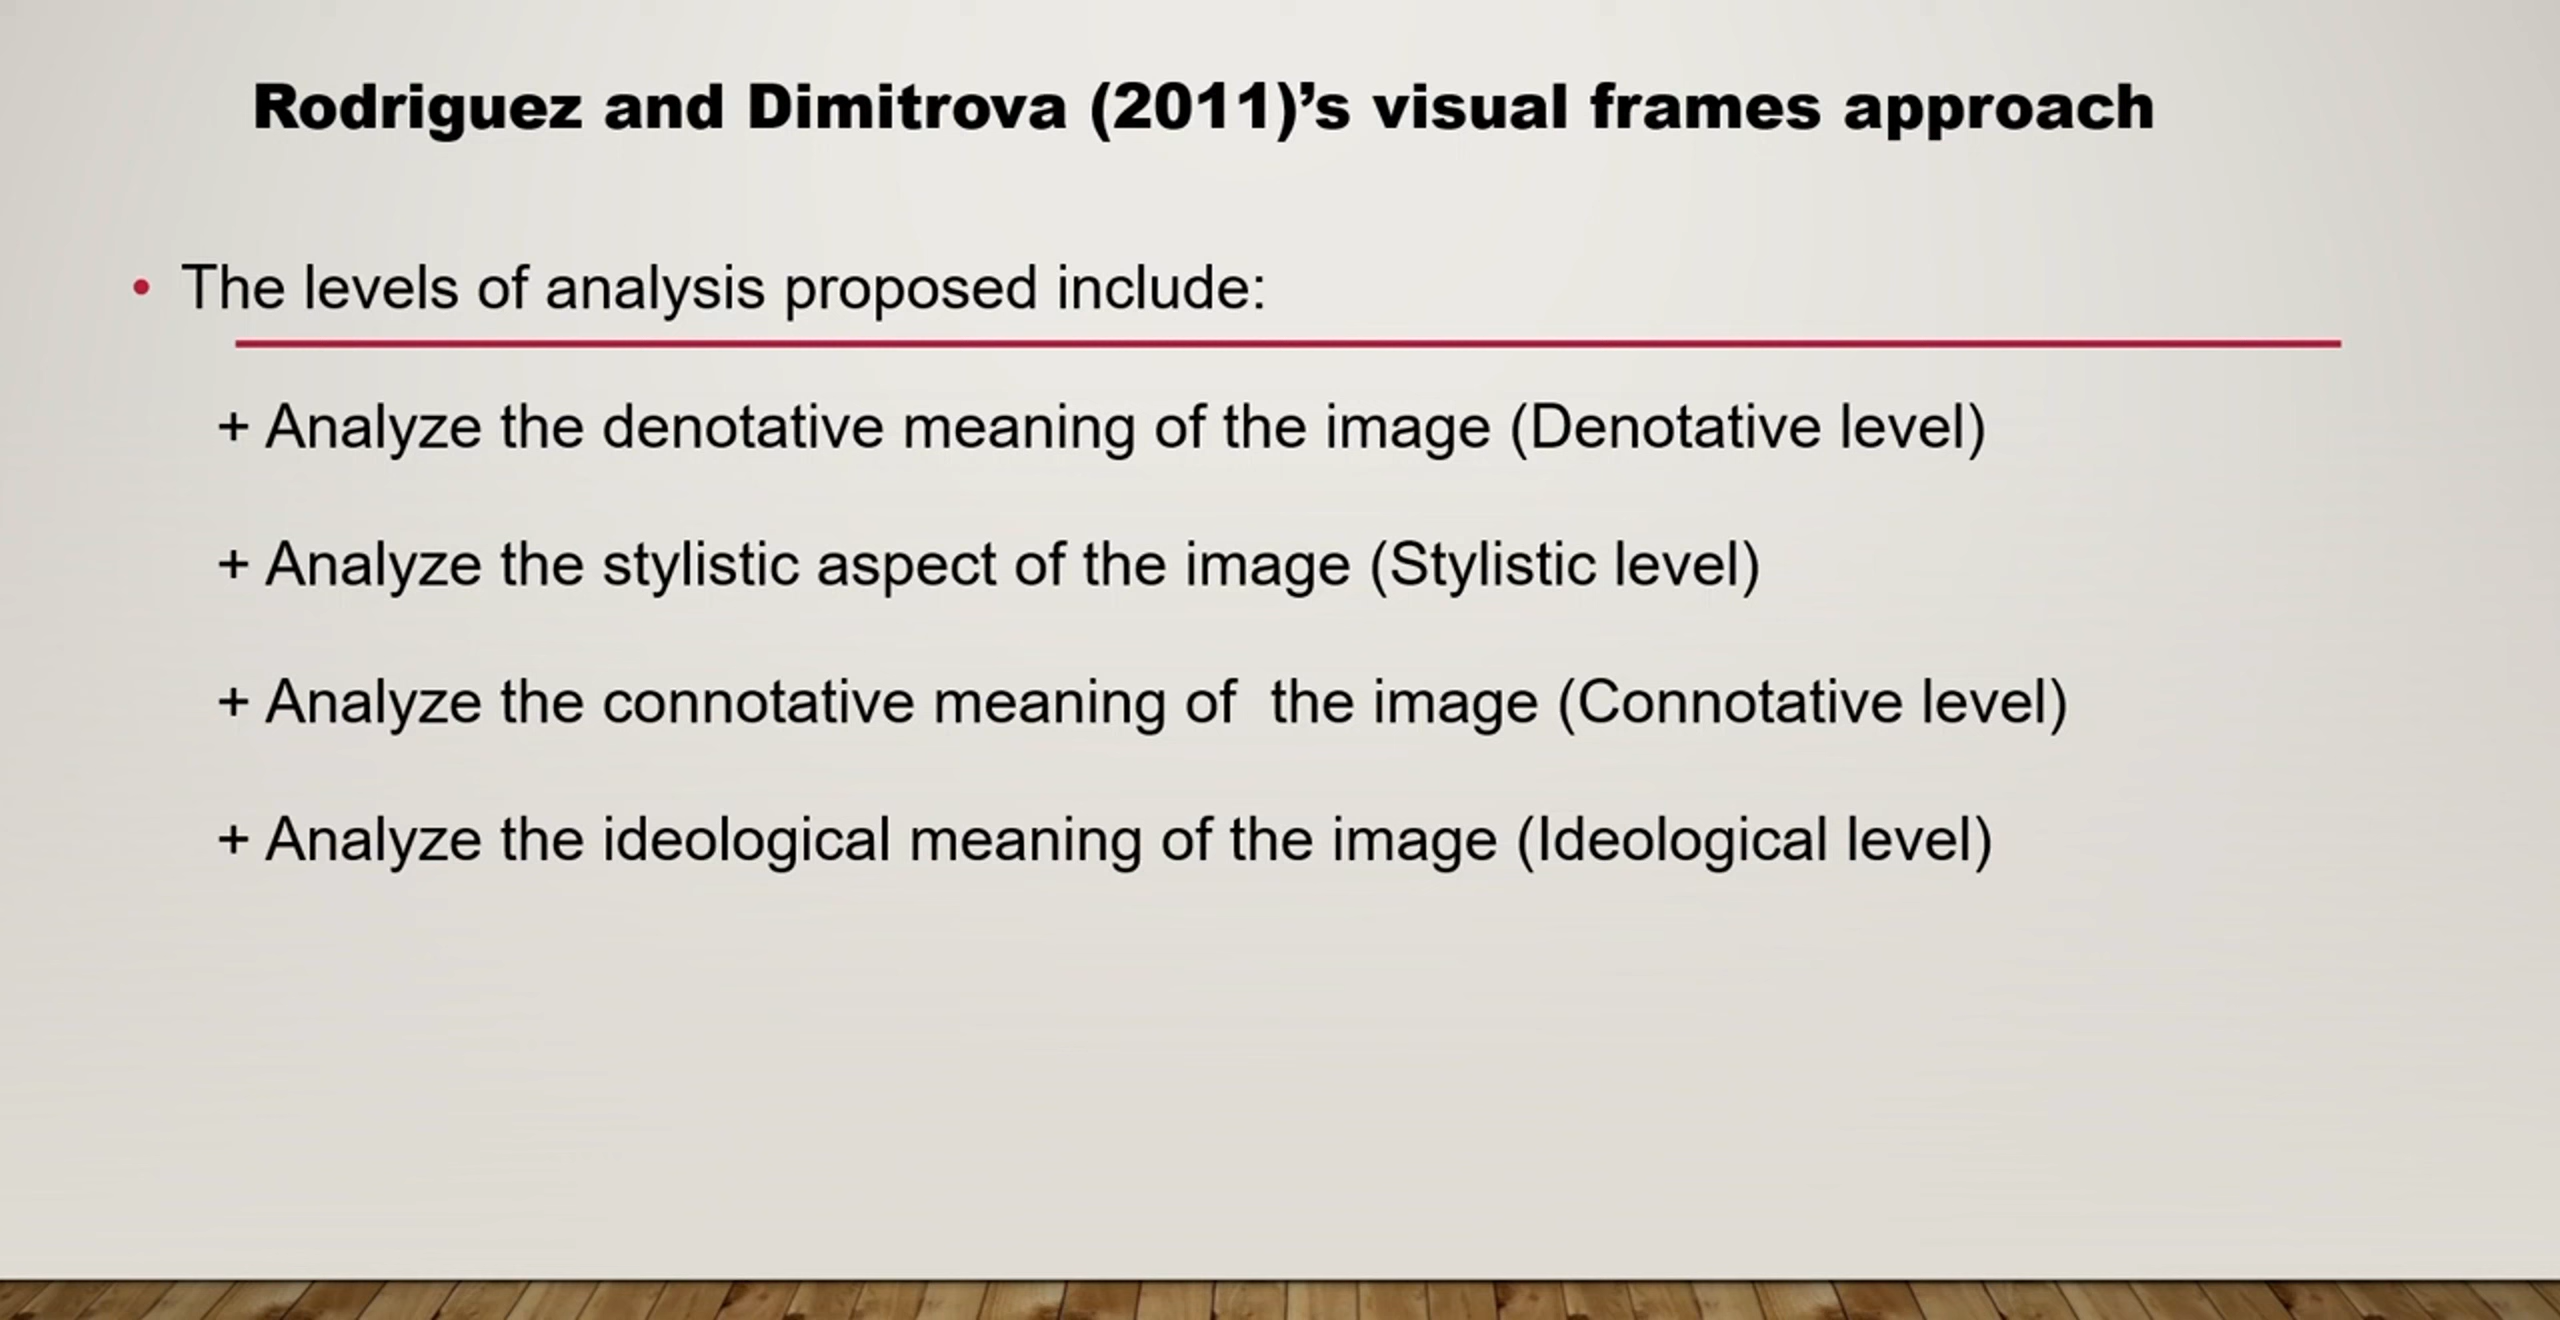 Rodriguez and Dimitrova (2011)’s visual frames approach
• The levels of analysis proposed include:
+ Analyze the denotative meaning of the image (Denotative level)
+ Analyze the stylistic aspect of the image (Stylistic level)
+ Analyze the connotative meaning of  the image (Connotative level)
+ Analyze the ideological meaning of the image (Ideological level)